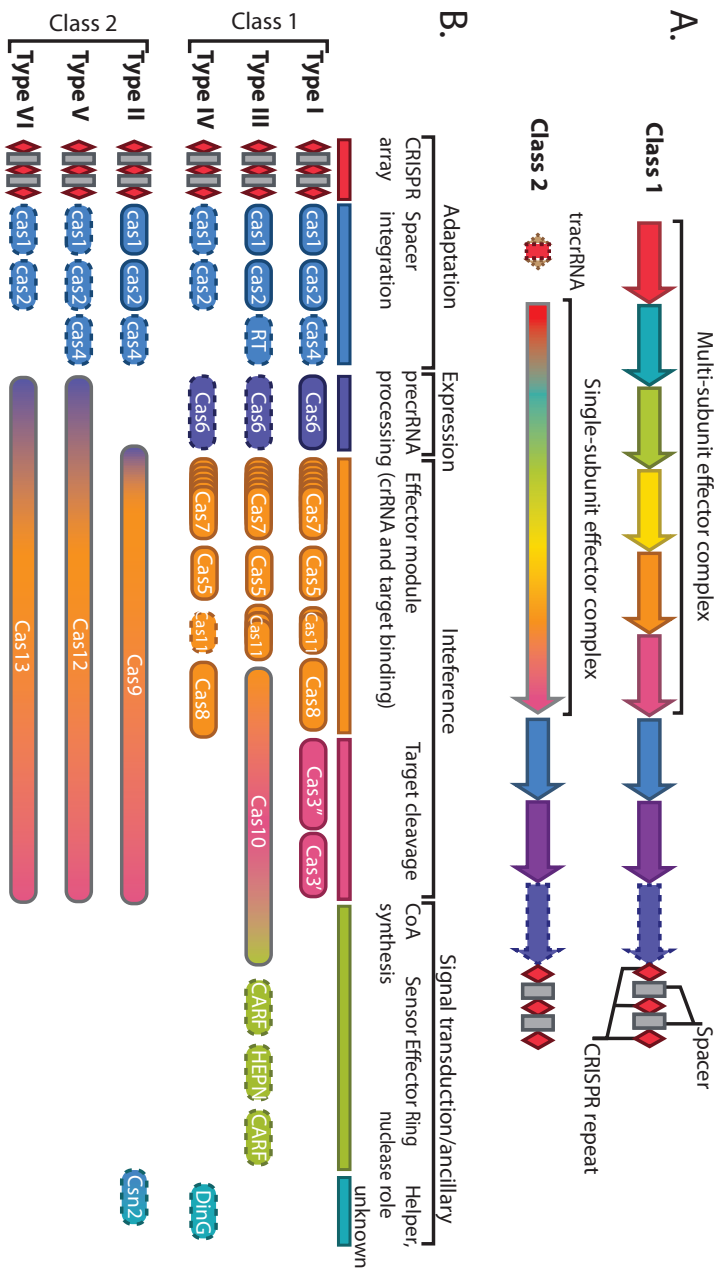 A.
Class 1
Multi-subunit effector complex
Spacer
CRISPR repeat
Class 2
tracrRNA
Single-subunit effector complex
B.
Adaptation
Expression
Inteference
Signal transduction/ancillary
CRISPR
array
Spacer
integration
precrRNA
processing
Effector module
(crRNA and target binding)
Target cleavage
CoA
synthesis
Sensor
Effector
Ring
nuclease
Helper,
role
unknown
Class 1
Type I
cas1
cas2
cas4
Cas6
Cas7
Cas5
Cas11
Cas8
Cas3″
Cas3′
Type III
cas1
cas2
RT
Cas6
Cas7
Cas5
Cas11
Cas10
CARF
HEPN
CARF
Type IV
cas1
cas2
Cas6
Cas7
Cas5
Cas11
Cas8
DinG
Class 2
Type II
cas1
cas2
cas4
Cas9
Csn2
Type V
cas1
cas2
cas4
Cas12
Type VI
cas1
cas2
Cas13